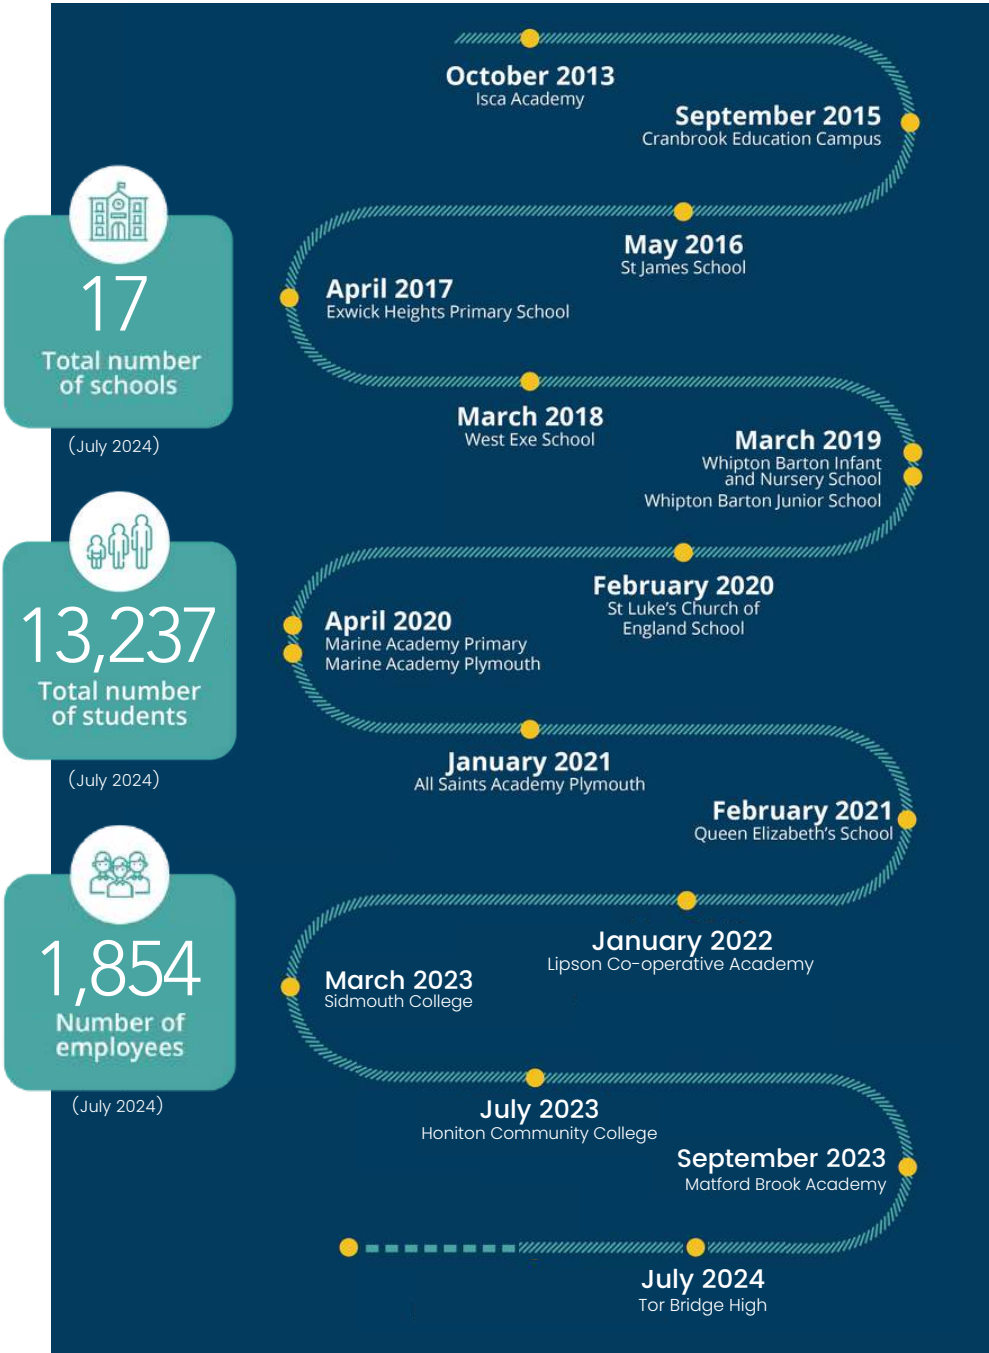 October 2013
Isca Academy
September 2015
Cranbrook Education Campus
May 2016
St James School
April 2017
Exwick Heights Primary School
March 2018
West Exe School
March 2019
Whipton Barton Infant
and Nursery School
Whipton Barton Junior School
February 2020
St Luke's Church of
England School
April 2020
Marine Academy Primary
Marine Academy Plymouth
January 2021
All Saints Academy Plymouth
February 2021
Queen Elizabeth's School
January 2022
Lipson Co-operative Academy
March 2023
Sidmouth College
July 2023
Honiton Community College
September 2023
Matford Brook Academy
July 2024
Tor Bridge High
17
Total number
of schools
(July 2024)
13,237
Total number
of students
(July 2024)
1,854
Number of
employees
(July 2024)